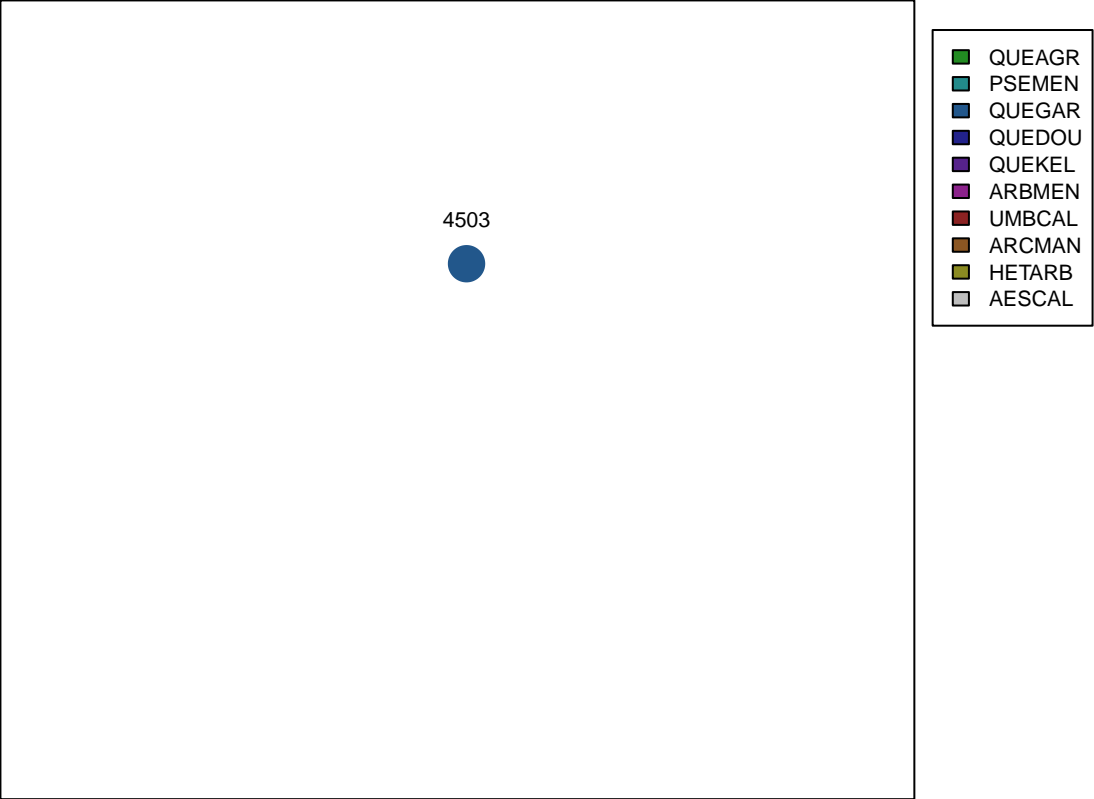 4503
QUEAGR
PSEMEN
QUEGAR
QUEDOU
QUEKEL
ARBMEN
UMBCAL
ARCMAN
HETARB
AESCAL